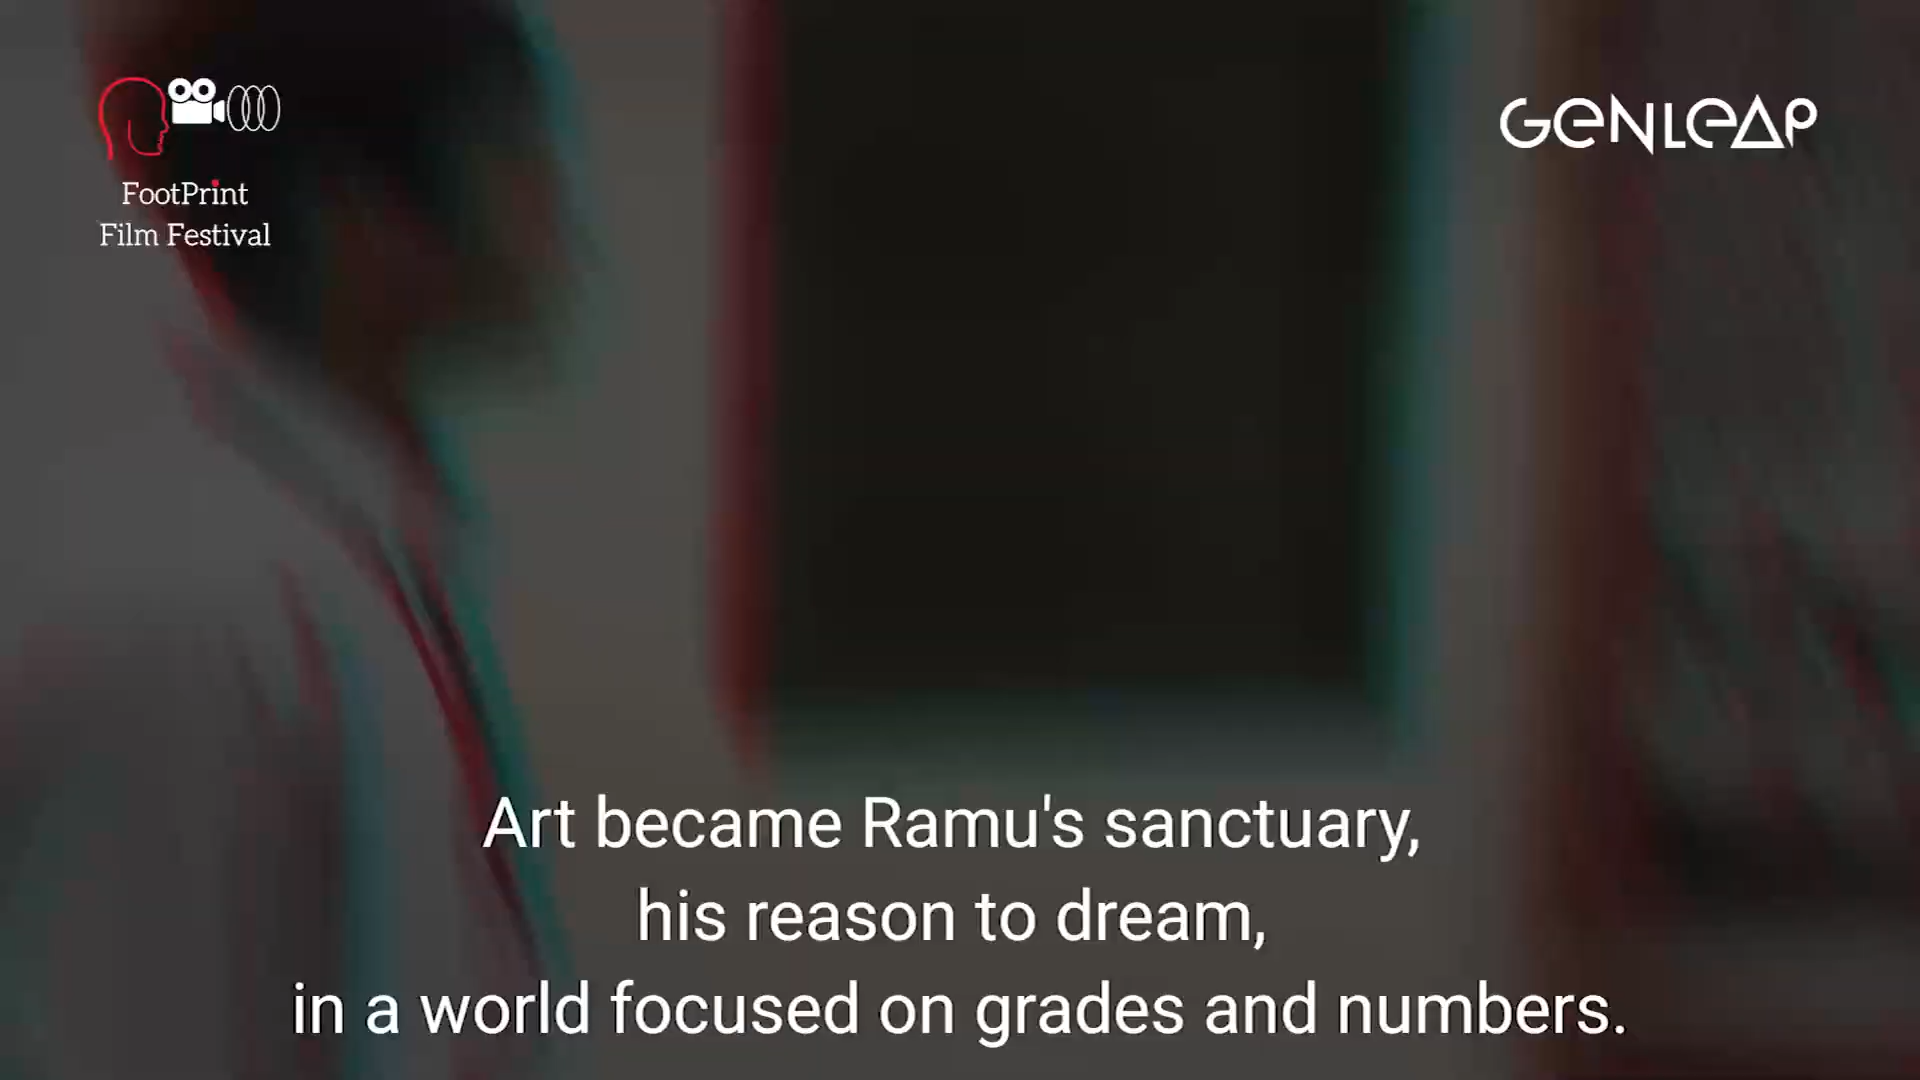 FootPrint
Film Festival
GENLEAP
Art became Ramu's sanctuary,
his reason to dream,
in a world focused on grades and numbers.